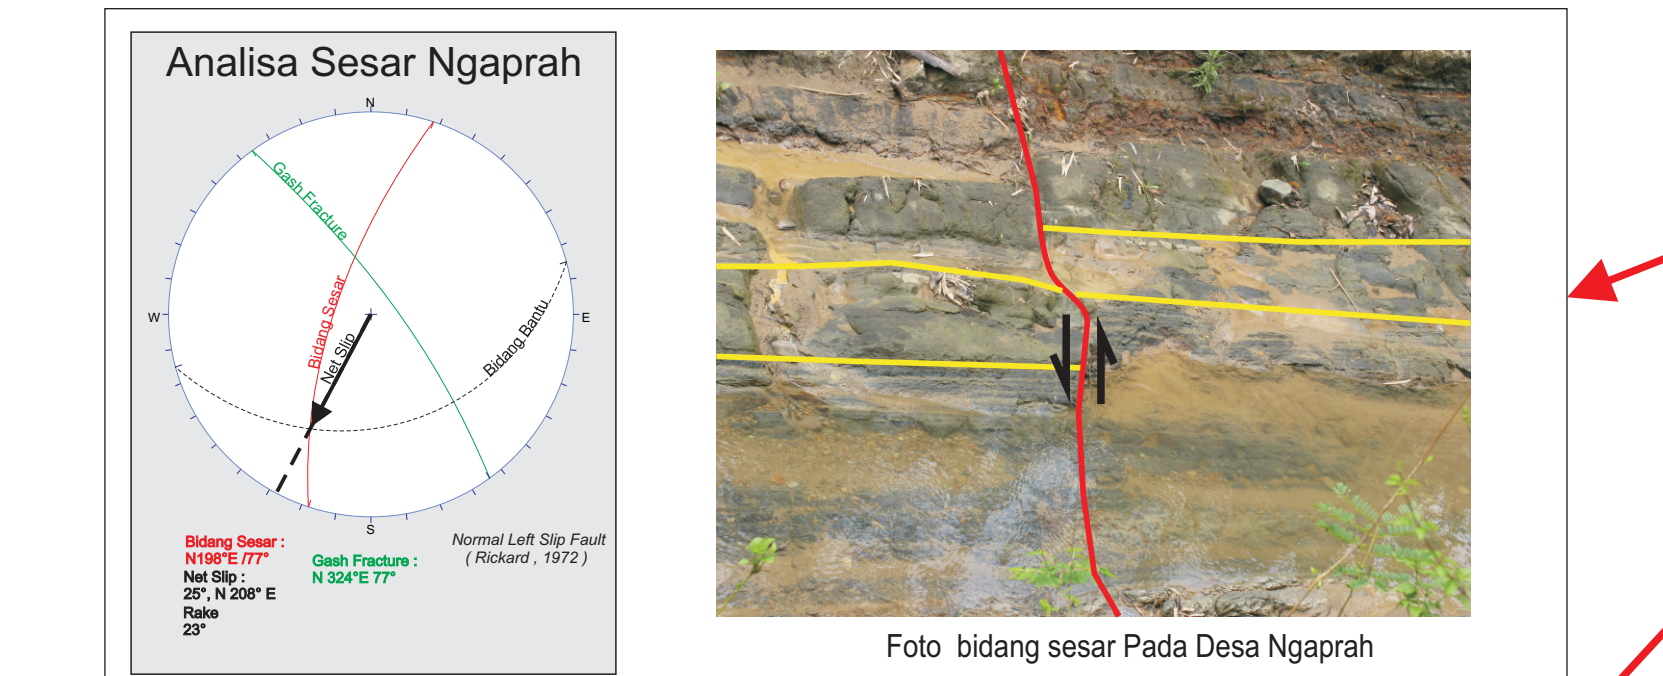 Analisa Sesar Ngaprah
N
Gash Fracture
Bidang Sesar
Net Slip
Bidang Bantu
W
E
S
Bidang Sesar :
N198°E /77°
Net Slip :
25°, N 208° E
Rake
23°
Gash Fracture :
N 324°E 77°
Normal Left Slip Fault
( Rickard , 1972 )
Foto bidang sesar Pada Desa Ngaprah